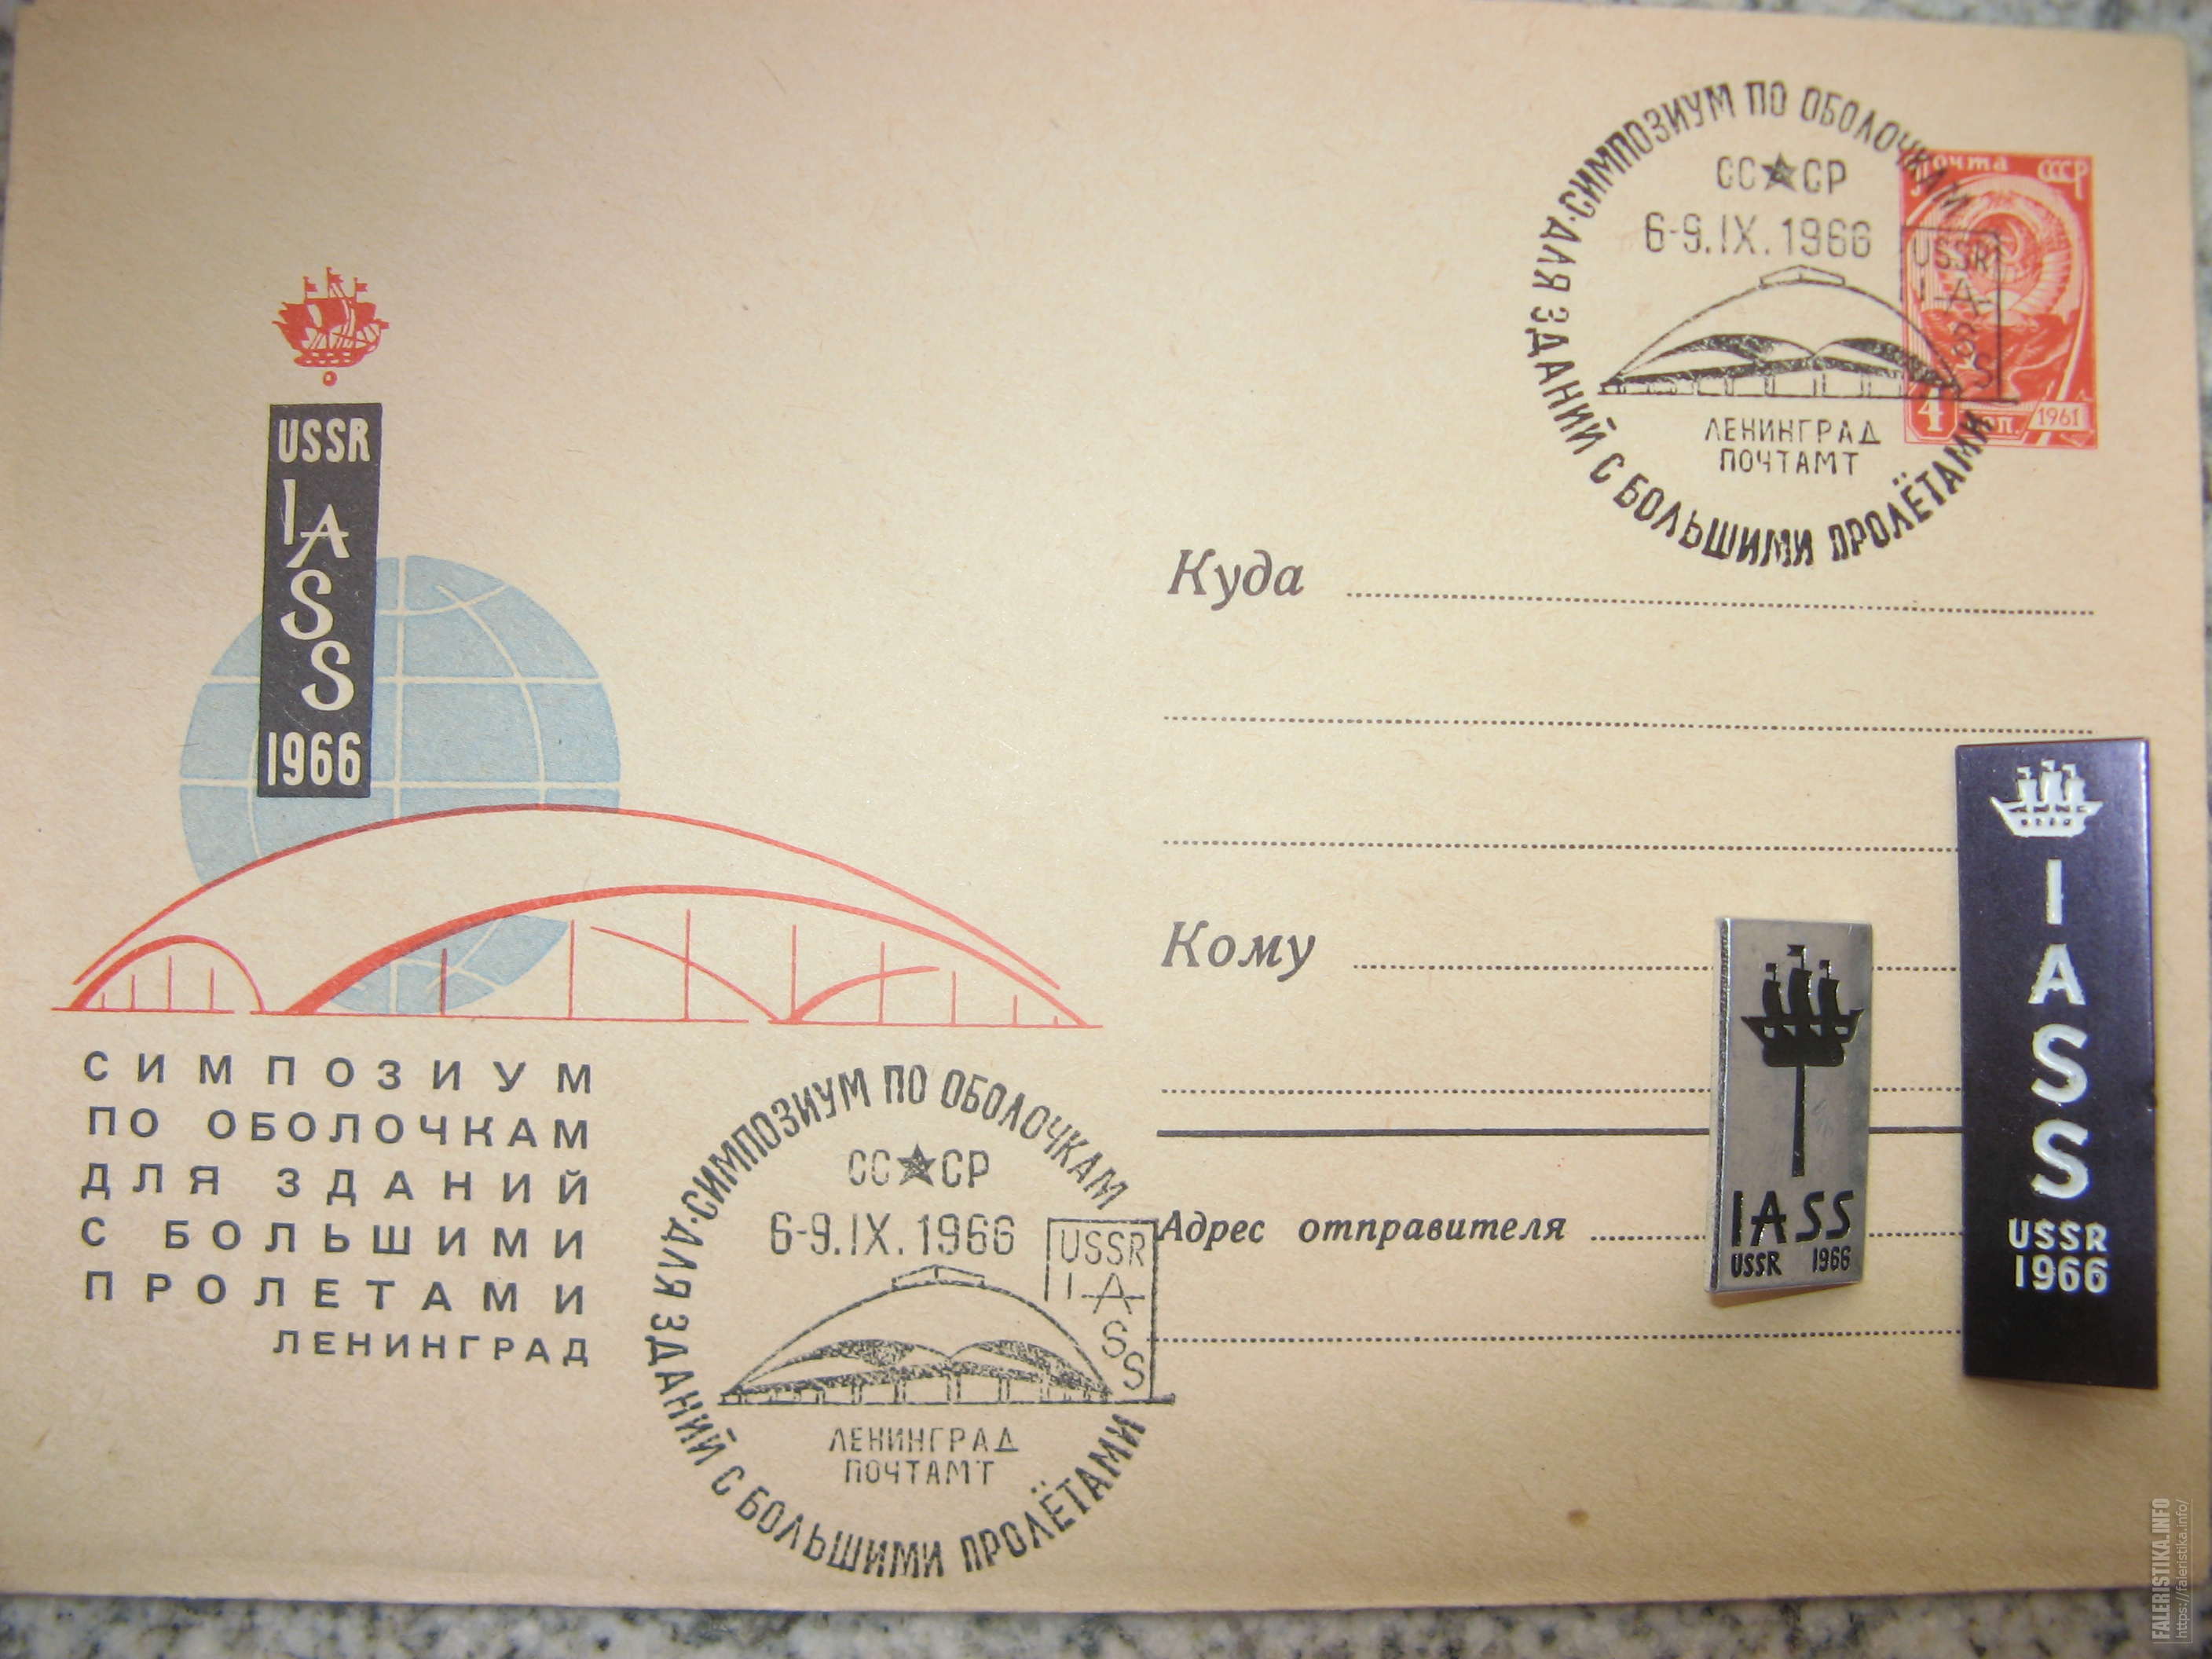 СИМПОЗИУМ ПО ОБОЛОЧКАМ
ДЛЯ ЗДАНИЙ С БОЛЬШИМИ ПРОЛЁТАМИ
СССР
6-9.IX.1966
USSR
IASS
ЛЕНИНГРАД
ПОЧТАМТ
Почта СССР
4 коп. 1961
USSR
I
A
S
S
1966
Куда
Кому
Адрес отправителя
СИМПОЗИУМ
ПО ОБОЛОЧКАМ
ДЛЯ ЗДАНИЙ
С БОЛЬШИМИ
ПРОЛЕТАМИ
ЛЕНИНГРАД
СИМПОЗИУМ ПО ОБОЛОЧКАМ
ДЛЯ ЗДАНИЙ С БОЛЬШИМИ ПРОЛЁТАМИ
СССР
6-9.IX.1966
USSR
IASS
ЛЕНИНГРАД
ПОЧТАМТ
IASS
USSR 1966
I
A
S
S
USSR
1966
FALERISTIKA.INFO
https://faleristika.info/